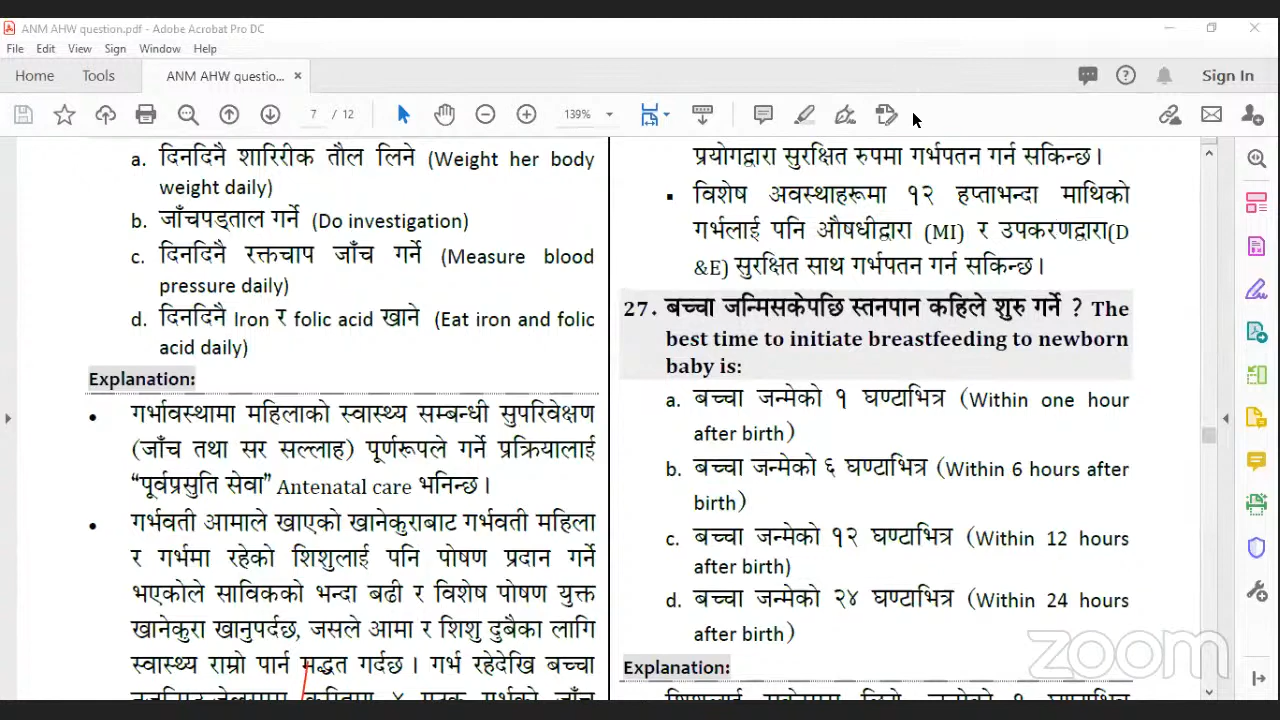 ANM AHW question.pdf - Adobe Acrobat Pro DC
File Edit View Sign Window Help
Home Tools ANM AHW questio... × Sign In
7 / 12 139%
a. दिनदिनै शारिरीक तौल लिने (Weight her body
weight daily)
b. जाँचपड्ताल गर्ने (Do investigation)
c. दिनदिनै रक्तचाप जाँच गर्ने (Measure blood
pressure daily)
d. दिनदिनै Iron र folic acid खाने (Eat iron and folic
acid daily)
Explanation:
• गर्भावस्थामा महिलाको स्वास्थ्य सम्बन्धी सुपरिवेक्षण
(जाँच तथा सर सल्लाह) पूर्णरूपले गर्ने प्रक्रियालाई
“पूर्वप्रसुति सेवा” Antenatal care भनिन्छ।
• गर्भवती आमाले खाएको खानेकुराबाट गर्भवती महिला
र गर्भमा रहेको शिशुलाई पनि पोषण प्रदान गर्ने
भएकोले साविकको भन्दा बढी र विशेष पोषण युक्त
खानेकुरा खानुपर्दछ, जसले आमा र शिशु दुबैका लागि
स्वास्थ्य राम्रो पार्न मद्धत गर्दछ। गर्भ रहेदेखि बच्चा
प्रयोगद्वारा सुरक्षित रुपमा गर्भपतन गर्न सकिन्छ।
▪ विशेष अवस्थाहरूमा १२ हप्ताभन्दा माथिको
गर्भलाई पनि औषधीद्वारा (MI) र उपकरणद्वारा(D
&E) सुरक्षित साथ गर्भपतन गर्न सकिन्छ।
27. बच्चा जन्मिसकेपछि स्तनपान कहिले शुरु गर्ने ? The
best time to initiate breastfeeding to newborn
baby is:
a. बच्चा जन्मेको १ घण्टाभित्र (Within one hour
after birth)
b. बच्चा जन्मेको ६ घण्टाभित्र (Within 6 hours after
birth)
c. बच्चा जन्मेको १२ घण्टाभित्र (Within 12 hours
after birth)
d. बच्चा जन्मेको २४ घण्टाभित्र (Within 24 hours
after birth)
Explanation:
zoom